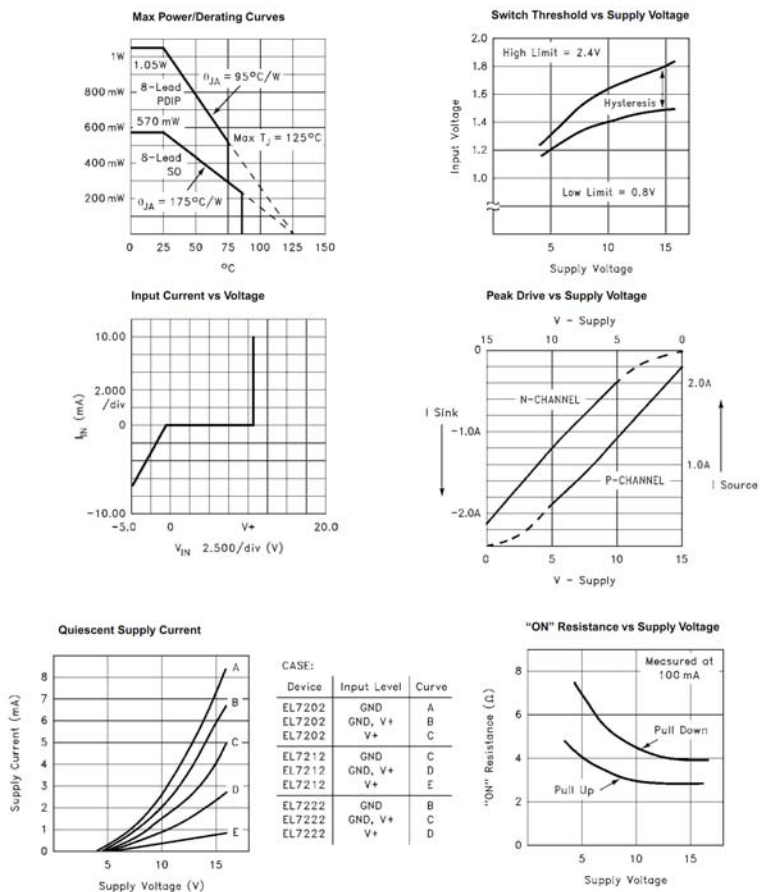 Max Power/Derating Curves
1W
1.05W
θJA = 95°C/W
8-Lead
PDIP
800 mW
570 mW
600 mW
Max TJ = 125°C
400 mW
8-Lead
SO
200 mW
θJA = 175°C/W
0 25 50 75 100 125 150
°C
Switch Threshold vs Supply Voltage
2.0
1.8
1.6
1.4
1.2
1.0
High Limit = 2.4V
Hysteresis
Low Limit = 0.8V
Input Voltage
0 5 10 15
Supply Voltage
Input Current vs Voltage
10.00
2.000
/div
0
-10.00
IIN (mA)
-5.0 0 V+ 20.0
VIN 2.500/div (V)
Peak Drive vs Supply Voltage
V - Supply
15 10 5 0
0
-1.0A
-2.0A
I Sink
N-CHANNEL
P-CHANNEL
2.0A
1.0A
I Source
0 5 10 15
V - Supply
Quiescent Supply Current
8
7
6
5
4
3
2
1
0
Supply Current (mA)
A
B
C
D
E
5 10 15
Supply Voltage (V)
CASE:
Device Input Level Curve
EL7202 GND A
EL7202 GND, V+ B
EL7202 V+ C
EL7212 GND C
EL7212 GND, V+ D
EL7212 V+ E
EL7222 GND B
EL7222 GND, V+ C
EL7222 V+ D
"ON" Resistance vs Supply Voltage
8
6
4
2
0
"ON" Resistance (Ω)
Measured at
100 mA
Pull Down
Pull Up
5 10 15
Supply Voltage